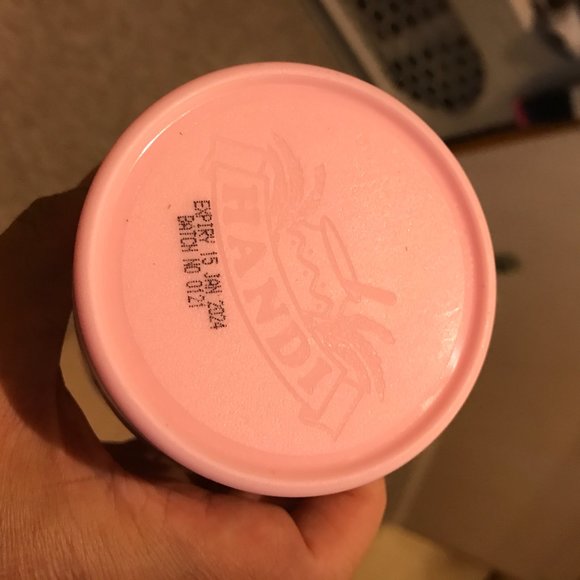 EXPIRY 15 JAN 2024
BATCH NO 0121
HANDI